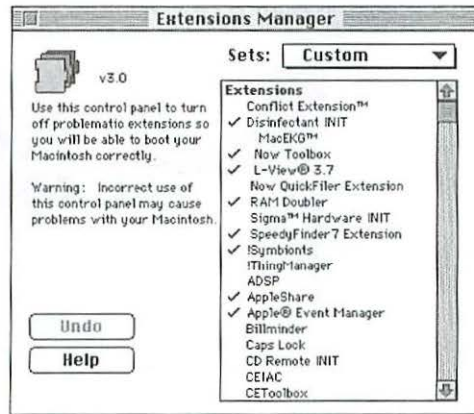 Extensions Manager
v3.0
Use this control panel to turn
off problematic extensions so
you will be able to boot your
Macintosh correctly.
Warning: Incorrect use of
this control panel may cause
problems with your Macintosh.
Undo
Help
Sets: Custom
Extensions
Conflict Extension™
✓ Disinfectant INIT
MacEKG™
✓ Now Toolbox
✓ L-View® 3.7
Now QuickFiler Extension
✓ RAM Doubler
Sigma™ Hardware INIT
✓ SpeedyFinder7 Extension
✓ !Symbionts
!ThingManager
ADSP
✓ AppleShare
✓ Apple® Event Manager
Billminder
Caps Lock
CD Remote INIT
CEIAC
CEToolbox